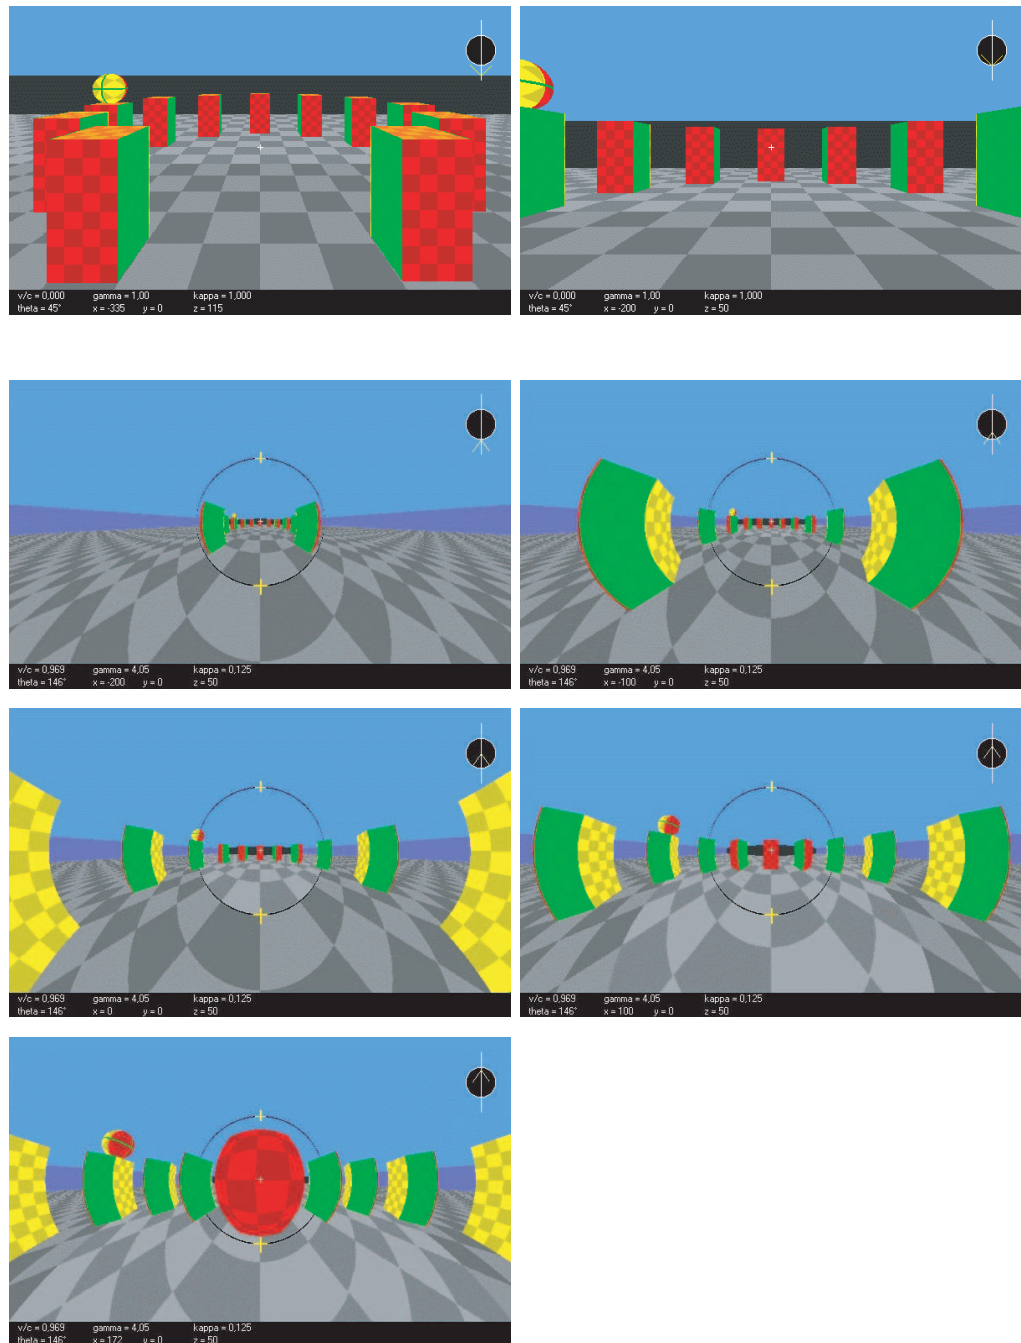 v/c = 0,000 gamma = 1,00 kappa = 1,000
theta = 45° x = -335 y = 0 z = 115
v/c = 0,000 gamma = 1,00 kappa = 1,000
theta = 45° x = -200 y = 0 z = 50
v/c = 0,969 gamma = 4,05 kappa = 0,125
theta = 146° x = -200 y = 0 z = 50
v/c = 0,969 gamma = 4,05 kappa = 0,125
theta = 146° x = -100 y = 0 z = 50
v/c = 0,969 gamma = 4,05 kappa = 0,125
theta = 146° x = 0 y = 0 z = 50
v/c = 0,969 gamma = 4,05 kappa = 0,125
theta = 146° x = 100 y = 0 z = 50
v/c = 0,969 gamma = 4,05 kappa = 0,125
theta = 146° x = 172 y = 0 z = 50